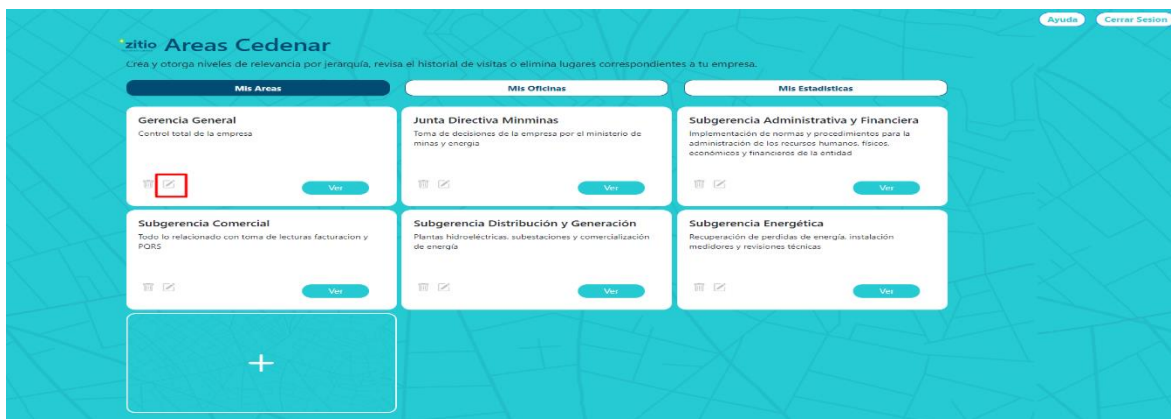 Ayuda
Cerrar Sesion
zitio Areas Cedenar
Crea y otorga niveles de relevancia por jerarquía, revisa el historial de visitas o elimina lugares correspondientes a tu empresa.
Mis Areas
Mis Oficinas
Mis Estadisticas
Gerencia General
Control total de la empresa
Ver
Junta Directiva Minminas
Toma de decisiones de la empresa por el ministerio de
minas y energia
Ver
Subgerencia Administrativa y Financiera
Implementación de normas y procedimientos para la
administración de los recursos humanos, físicos,
económicos y financieros de la entidad
Ver
Subgerencia Comercial
Todo lo relacionado con toma de lecturas facturacion y
PQRS
Ver
Subgerencia Distribución y Generación
Plantas hidroeléctricas, subestaciones y comercialización
de energía
Ver
Subgerencia Energética
Recuperación de perdidas de energía, instalación
medidores y revisiones técnicas
Ver
+